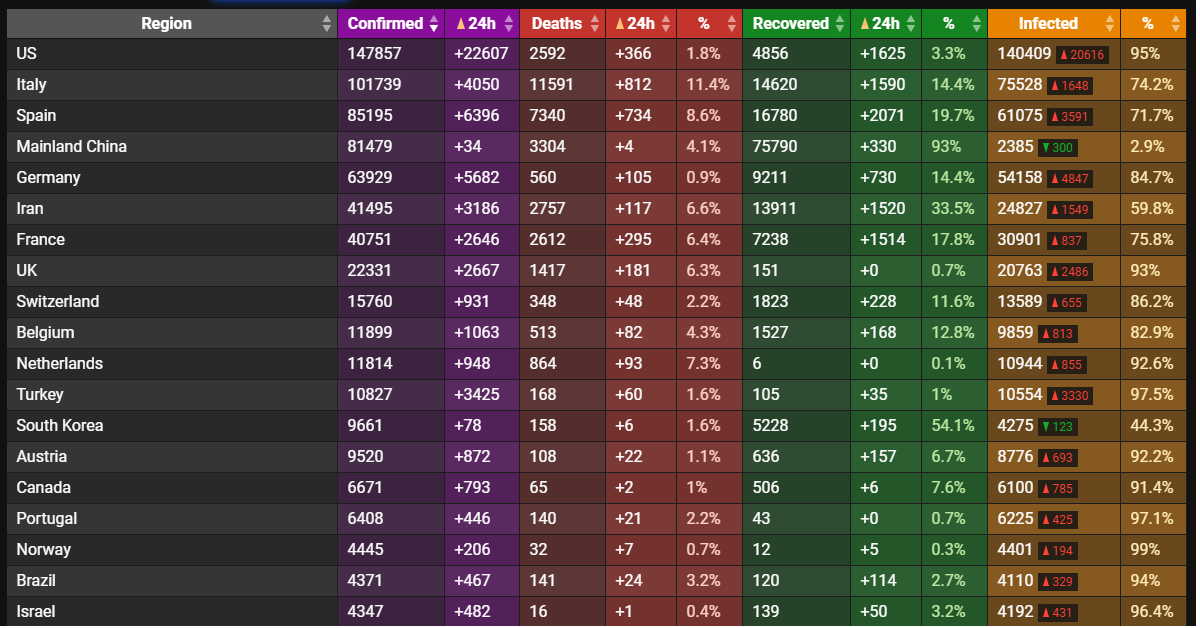 Region Confirmed ▲24h Deaths ▲24h % Recovered ▲24h % Infected %
US 147857 +22607 2592 +366 1.8% 4856 +1625 3.3% 140409 ▲20616 95%
Italy 101739 +4050 11591 +812 11.4% 14620 +1590 14.4% 75528 ▲1648 74.2%
Spain 85195 +6396 7340 +734 8.6% 16780 +2071 19.7% 61075 ▲3591 71.7%
Mainland China 81479 +34 3304 +4 4.1% 75790 +330 93% 2385 ▼300 2.9%
Germany 63929 +5682 560 +105 0.9% 9211 +730 14.4% 54158 ▲4847 84.7%
Iran 41495 +3186 2757 +117 6.6% 13911 +1520 33.5% 24827 ▲1549 59.8%
France 40751 +2646 2612 +295 6.4% 7238 +1514 17.8% 30901 ▲837 75.8%
UK 22331 +2667 1417 +181 6.3% 151 +0 0.7% 20763 ▲2486 93%
Switzerland 15760 +931 348 +48 2.2% 1823 +228 11.6% 13589 ▲655 86.2%
Belgium 11899 +1063 513 +82 4.3% 1527 +168 12.8% 9859 ▲813 82.9%
Netherlands 11814 +948 864 +93 7.3% 6 +0 0.1% 10944 ▲855 92.6%
Turkey 10827 +3425 168 +60 1.6% 105 +35 1% 10554 ▲3330 97.5%
South Korea 9661 +78 158 +6 1.6% 5228 +195 54.1% 4275 ▼123 44.3%
Austria 9520 +872 108 +22 1.1% 636 +157 6.7% 8776 ▲693 92.2%
Canada 6671 +793 65 +2 1% 506 +6 7.6% 6100 ▲785 91.4%
Portugal 6408 +446 140 +21 2.2% 43 +0 0.7% 6225 ▲425 97.1%
Norway 4445 +206 32 +7 0.7% 12 +5 0.3% 4401 ▲194 99%
Brazil 4371 +467 141 +24 3.2% 120 +114 2.7% 4110 ▲329 94%
Israel 4347 +482 16 +1 0.4% 139 +50 3.2% 4192 ▲431 96.4%